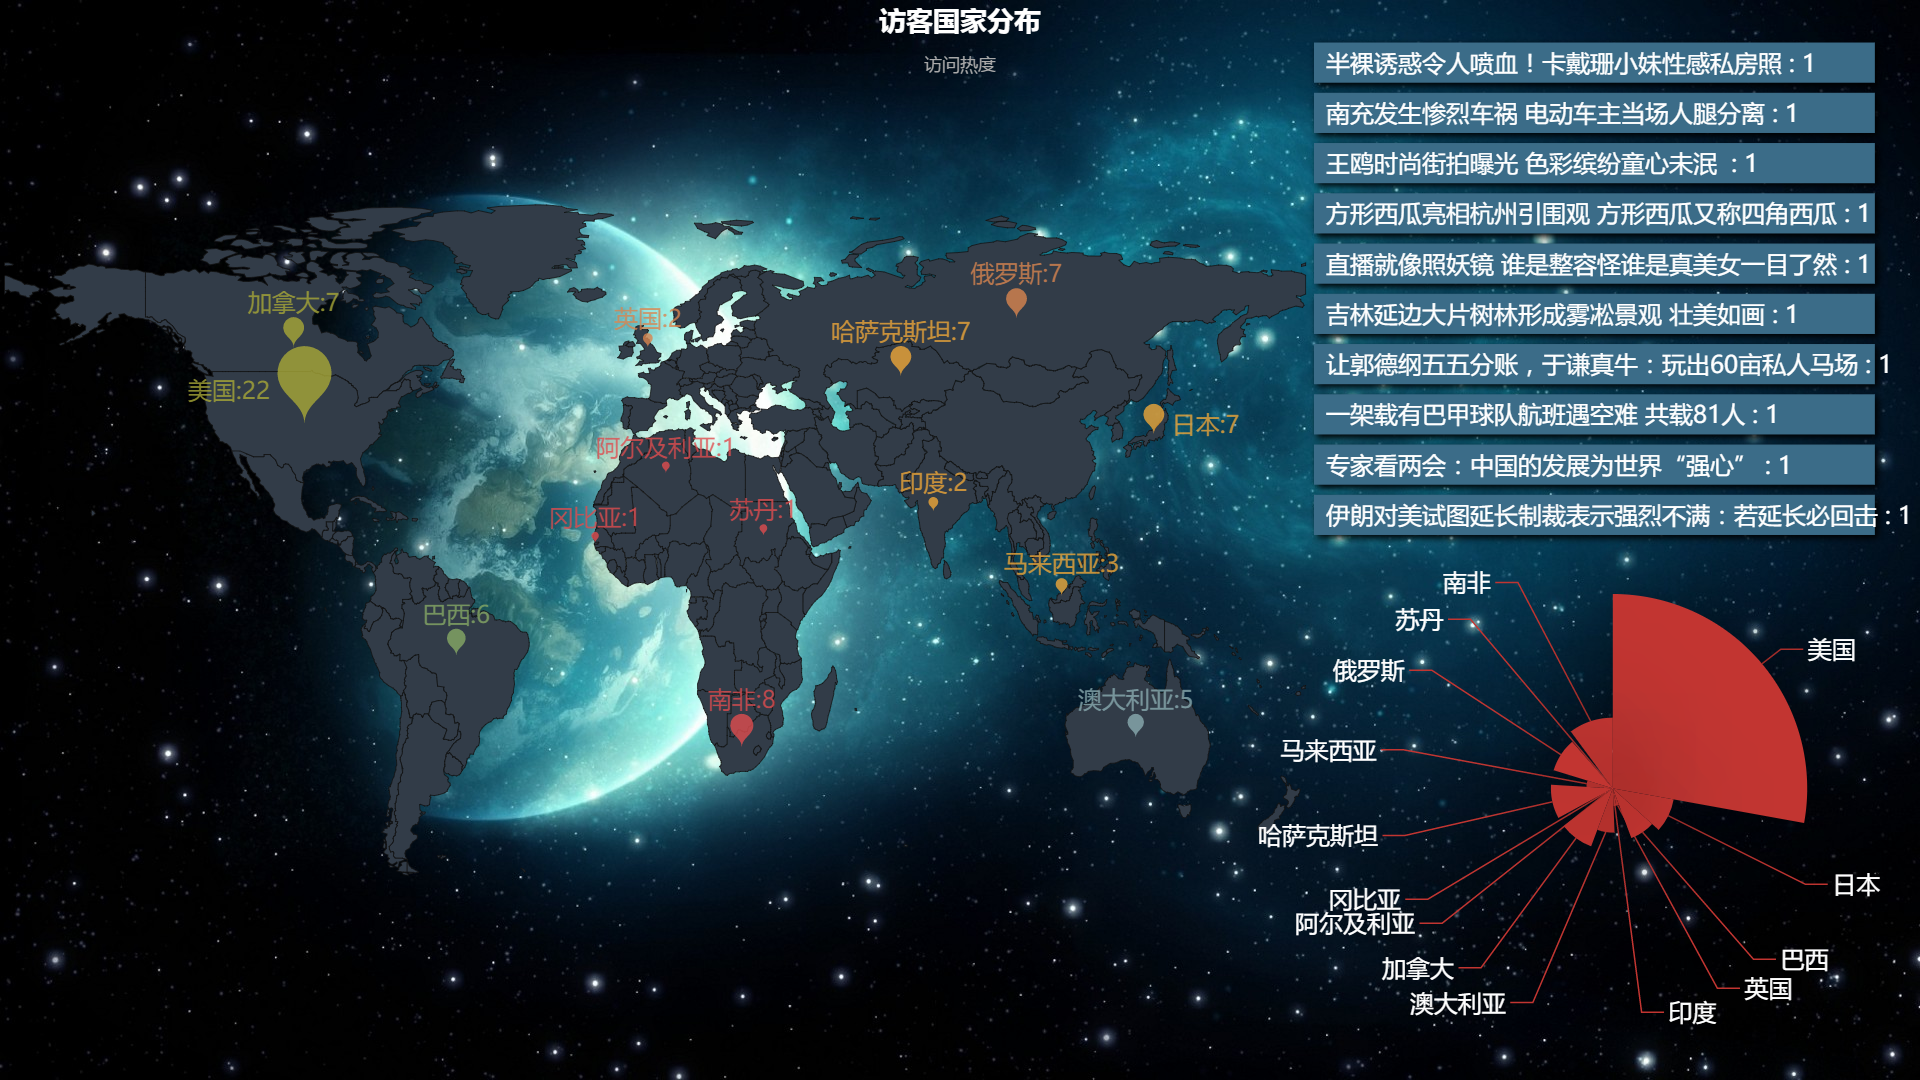 访客国家分布
访问热度
半裸诱惑令人喷血！卡戴珊小妹性感私房照 : 1
南充发生惨烈车祸 电动车主当场人腿分离 : 1
王鸥时尚街拍曝光 色彩缤纷童心未泯 : 1
方形西瓜亮相杭州引围观 方形西瓜又称四角西瓜 : 1
直播就像照妖镜 谁是整容怪谁是真美女一目了然 : 1
吉林延边大片树林形成雾凇景观 壮美如画 : 1
让郭德纲五五分账，于谦真牛：玩出60亩私人马场 : 1
一架载有巴甲球队航班遇空难 共载81人 : 1
专家看两会：中国的发展为世界“强心” : 1
伊朗对美试图延长制裁表示强烈不满：若延长必回击 : 1
加拿大:7
美国:22
英国:2
俄罗斯:7
哈萨克斯坦:7
日本:7
阿尔及利亚:1
印度:2
冈比亚:1
苏丹:1
马来西亚:3
巴西:6
南非:8
澳大利亚:5
南非
苏丹
俄罗斯
美国
马来西亚
哈萨克斯坦
日本
冈比亚
阿尔及利亚
加拿大
巴西
英国
澳大利亚
印度